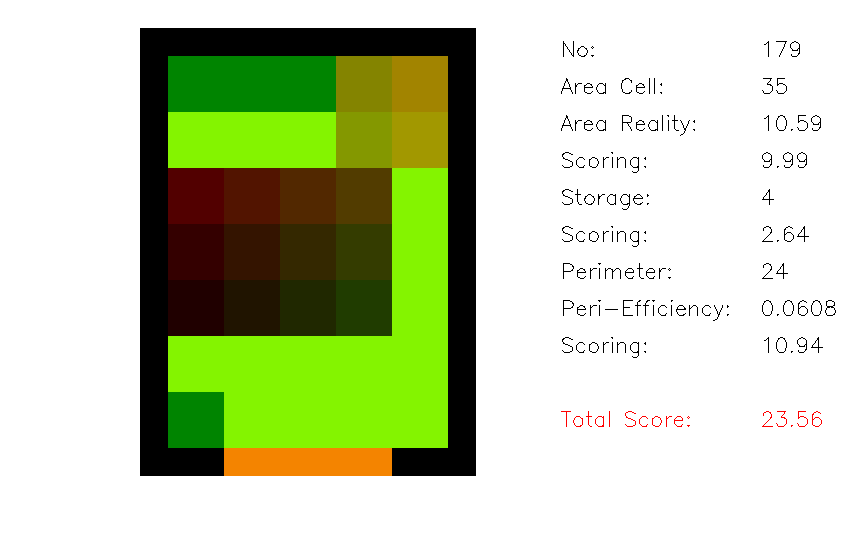 No: 179
Area Cell: 35
Area Reality: 10.59
Scoring: 9.99
Storage: 4
Scoring: 2.64
Perimeter: 24
Peri-Efficiency: 0.0608
Scoring: 10.94
Total Score: 23.56